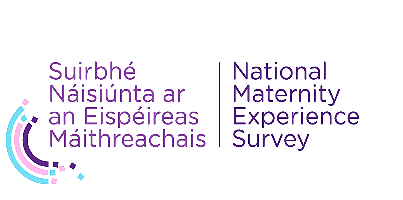 Suirbhé
Náisiúnta ar
an Eispéireas
Máithreachais
National
Maternity
Experience
Survey